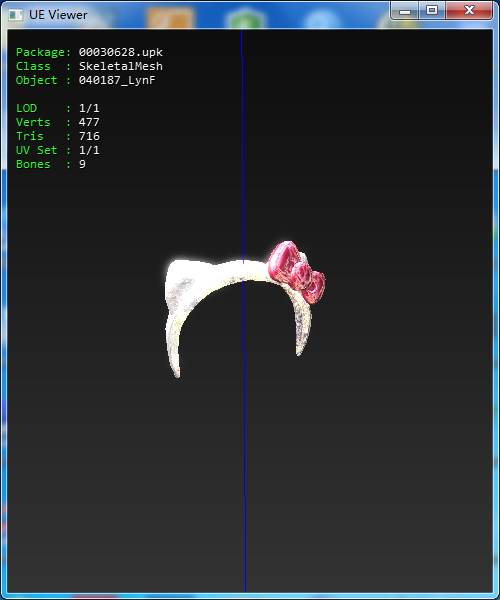 UE Viewer
Package: 00030628.upk
Class : SkeletalMesh
Object : 040187_LynF
LOD : 1/1
Verts : 477
Tris : 716
UV Set : 1/1
Bones : 9